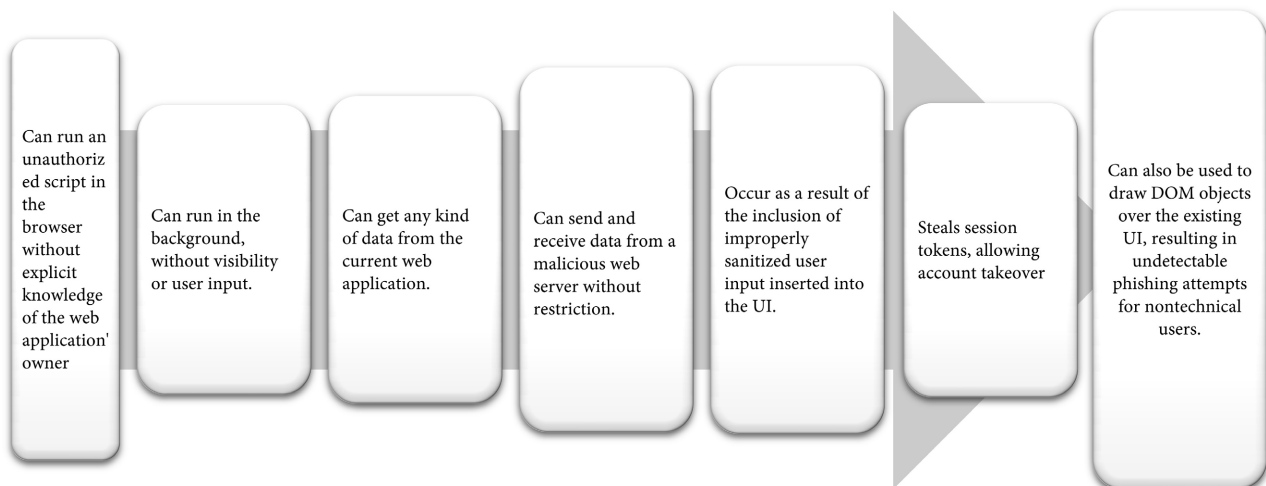 Can run an
unauthoriz
ed script in
the
browser
without
explicit
knowledge
of the web
application'
owner
Can run in the
background,
without visibility
or user input.
Can get any kind
of data from the
current web
application.
Can send and
receive data from a
malicious web
server without
restriction.
Occur as a result of
the inclusion of
improperly
sanitized user
input inserted into
the UI.
Steals session
tokens, allowing
account takeover
Can also be used to
draw DOM objects
over the existing
UI, resulting in
undetectable
phishing attempts
for nontechnical
users.